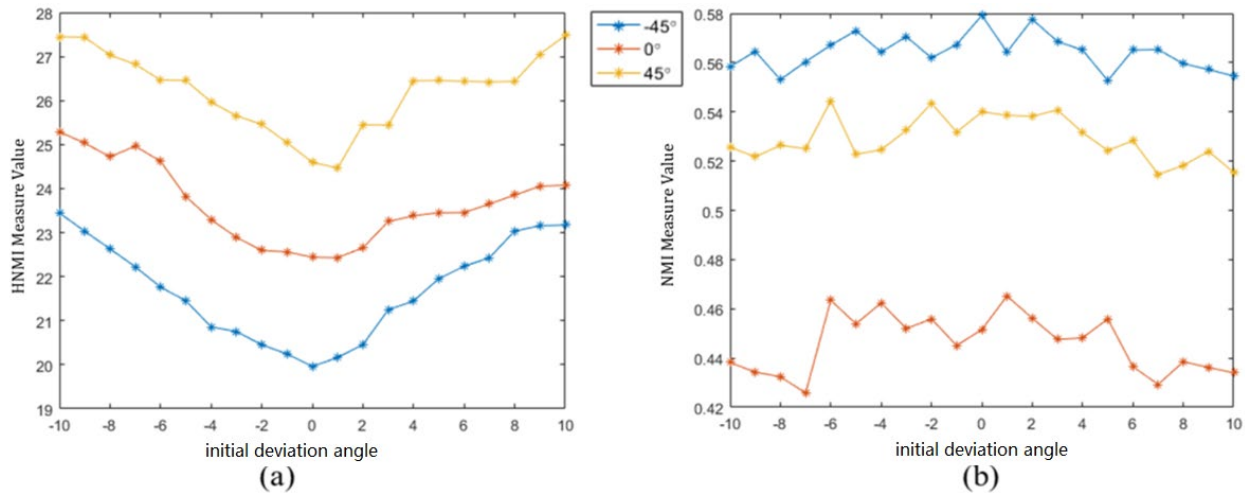 28
27
26
25
24
23
22
21
20
19
HNMI Measure Value
-10 -8 -6 -4 -2 0 2 4 6 8 10
initial deviation angle
(a)
-45°
0°
45°
0.58
0.56
0.54
0.52
0.5
0.48
0.46
0.44
0.42
NMI Measure Value
-10 -8 -6 -4 -2 0 2 4 6 8 10
initial deviation angle
(b)